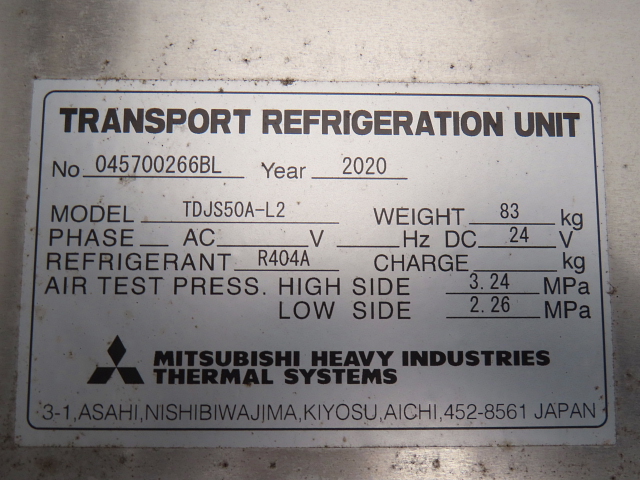 TRANSPORT REFRIGERATION UNIT
No 045700266BL Year 2020
MODEL TDJS50A-L2 WEIGHT 83 kg
PHASE AC V Hz DC 24 V
REFRIGERANT R404A CHARGE kg
AIR TEST PRESS. HIGH SIDE 3.24 MPa
LOW SIDE 2.26 MPa
MITSUBISHI HEAVY INDUSTRIES
THERMAL SYSTEMS
3-1,ASAHI,NISHIBIWAJIMA,KIYOSU,AICHI,452-8561 JAPAN